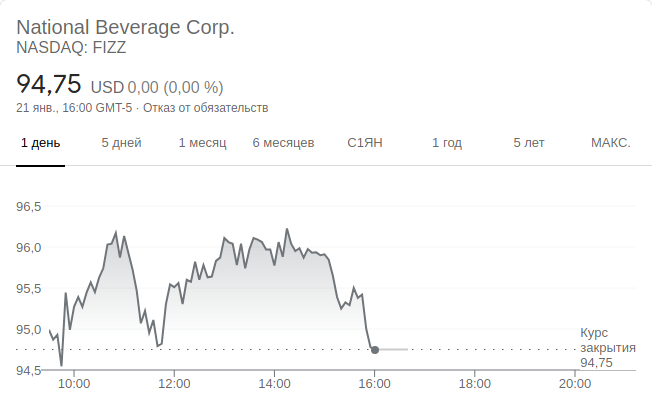 National Beverage Corp.
NASDAQ: FIZZ
94,75 USD 0,00 (0,00 %)
21 янв., 16:00 GMT-5 · Отказ от обязательств
1 день 5 дней 1 месяц 6 месяцев С1ЯН 1 год 5 лет МАКС.
96,5
96,0
95,5
95,0
94,5
Курс
закрытия
94,75
10:00 12:00 14:00 16:00 18:00 20:00